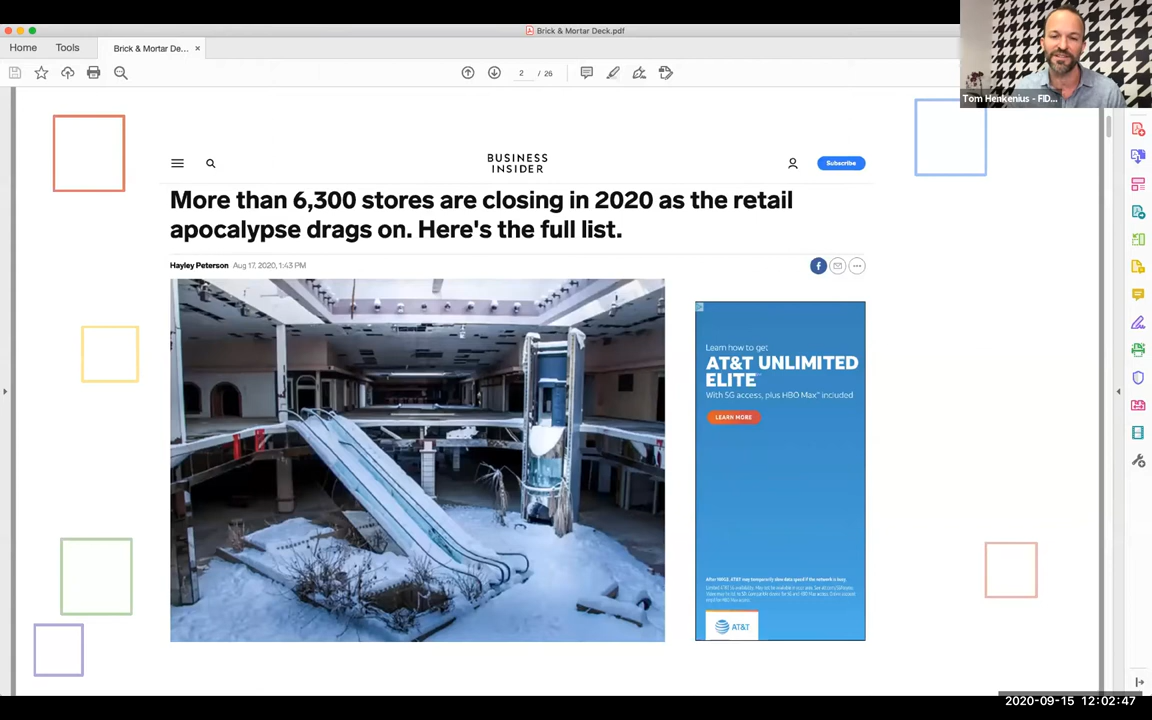 Brick & Mortar Deck.pdf
Home
Tools
Brick & Mortar De...
×
2
/ 26
Tom Henkenius - FID...
BUSINESS
INSIDER
Subscribe
More than 6,300 stores are closing in 2020 as the retail
apocalypse drags on. Here's the full list.
Hayley Peterson Aug 17, 2020, 1:43 PM
Learn how to get
AT&T UNLIMITED
ELITE
With 5G access, plus HBO Max™ included
LEARN MORE
AT&T
2020-09-15 12:02:47